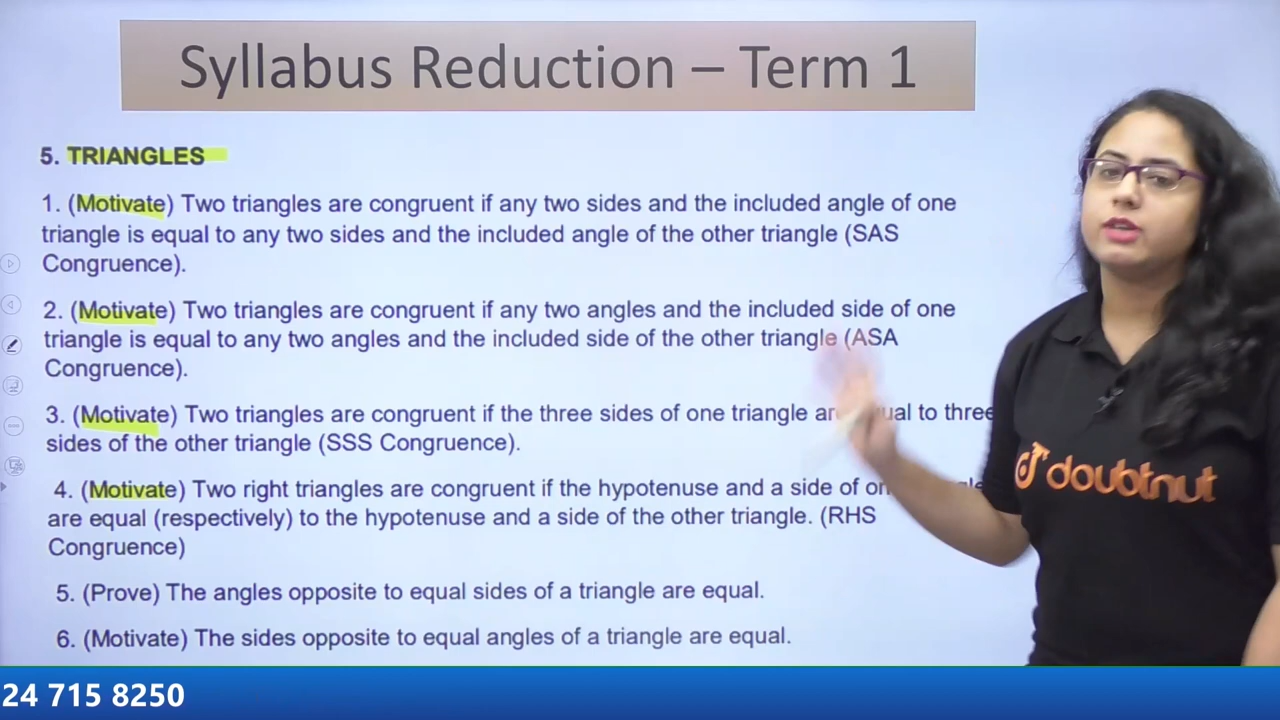 Syllabus Reduction – Term 1
5. TRIANGLES
1. (Motivate) Two triangles are congruent if any two sides and the included angle of one
triangle is equal to any two sides and the included angle of the other triangle (SAS
Congruence).
2. (Motivate) Two triangles are congruent if any two angles and the included side of one
triangle is equal to any two angles and the included side of the other triangle (ASA
Congruence).
3. (Motivate) Two triangles are congruent if the three sides of one triangle are equal to three
sides of the other triangle (SSS Congruence).
4. (Motivate) Two right triangles are congruent if the hypotenuse and a side of
are equal (respectively) to the hypotenuse and a side of the other triangle. (RHS
Congruence)
5. (Prove) The angles opposite to equal sides of a triangle are equal.
6. (Motivate) The sides opposite to equal angles of a triangle are equal.
doubtnut
24 715 8250